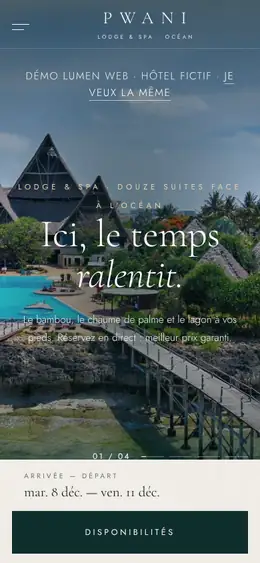 PWANI
LODGE & SPA · OCÉAN
DÉMO LUMEN WEB · HÔTEL FICTIF · JE
VEUX LA MÊME
LODGE & SPA · DOUZE SUITES FACE
À L'OCÉAN
Ici, le temps
ralentit.
Le bambou, le chaume de palme et le lagon à vos
pieds. Réservez en direct : meilleur prix garanti.
01 / 04
ARRIVÉE — DÉPART
mar. 8 déc. — ven. 11 déc.
DISPONIBILITÉS